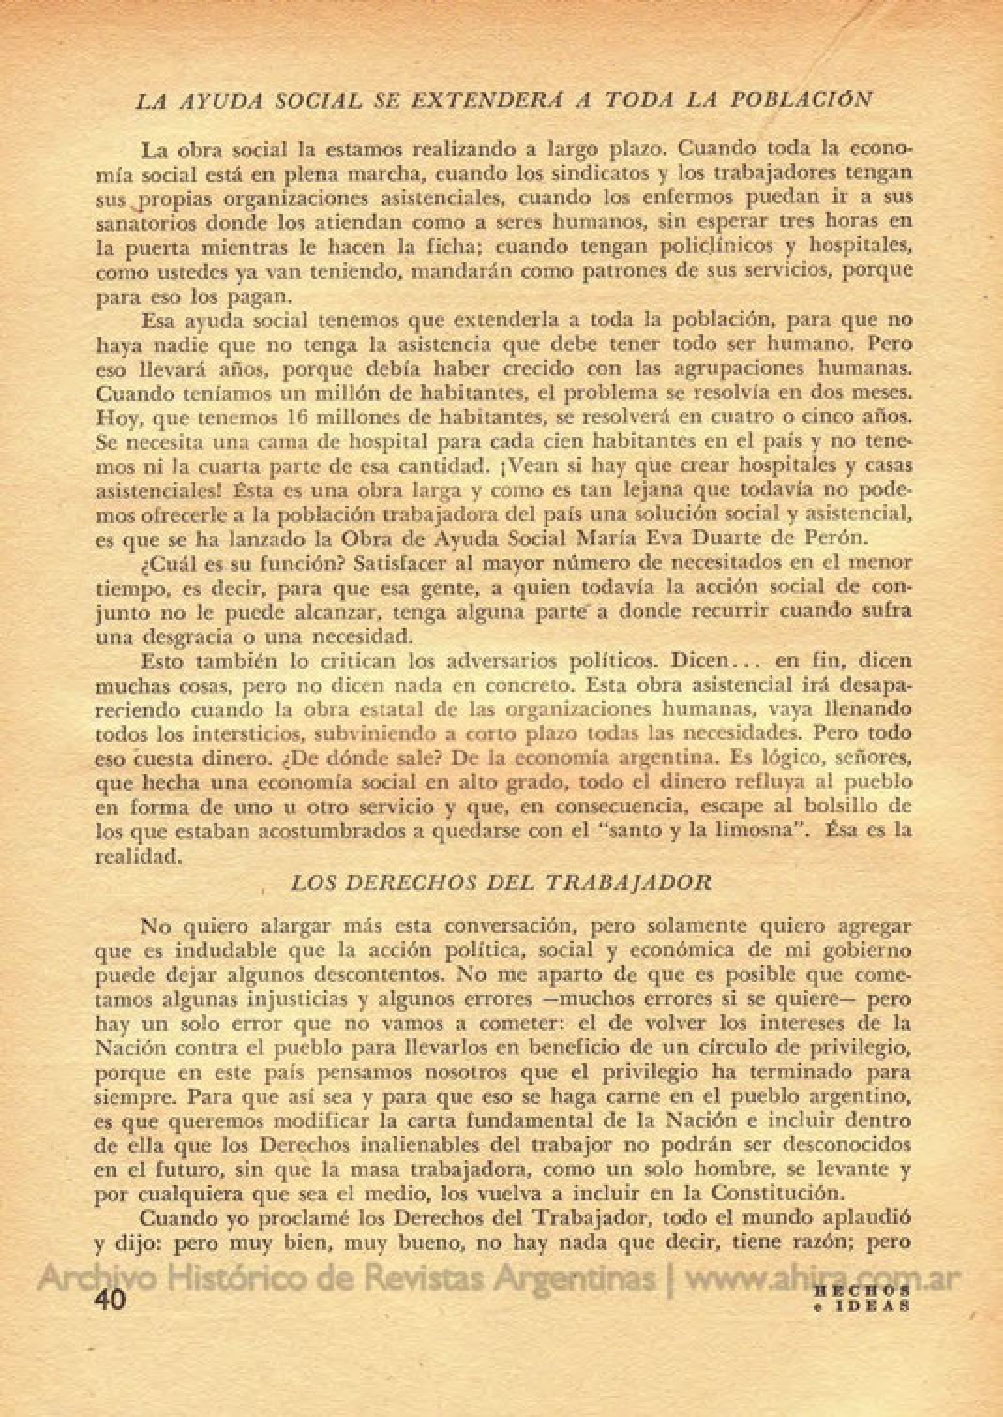 LA AYUDA SOCIAL SE EXTENDERÁ A TODA LA POBLACIÓN
La obra social la estamos realizando a largo plazo. Cuando toda la econo-
mía social está en plena marcha, cuando los sindicatos y los trabajadores tengan
sus propias organizaciones asistenciales, cuando los enfermos puedan ir a sus
sanatorios donde los atiendan como a seres humanos, sin esperar tres horas en
la puerta mientras le hacen la ficha; cuando tengan policlínicos y hospitales,
como ustedes ya van teniendo, mandarán como patrones de sus servicios, porque
para eso los pagan.
Esa ayuda social tenemos que extenderla a toda la población, para que no
haya nadie que no tenga la asistencia que debe tener todo ser humano. Pero
eso llevará años, porque debía haber crecido con las agrupaciones humanas.
Cuando teníamos un millón de habitantes, el problema se resolvía en dos meses.
Hoy, que tenemos 16 millones de habitantes, se resolverá en cuatro o cinco años.
Se necesita una cama de hospital para cada cien habitantes en el país y no tene-
mos ni la cuarta parte de esa cantidad. ¡Vean si hay que crear hospitales y casas
asistenciales! Ésta es una obra larga y como es tan lejana que todavía no pode-
mos ofrecerle a la población trabajadora del país una solución social y asistencial,
es que se ha lanzado la Obra de Ayuda Social María Eva Duarte de Perón.
¿Cuál es su función? Satisfacer al mayor número de necesitados en el menor
tiempo, es decir, para que esa gente, a quien todavía la acción social de con-
junto no le puede alcanzar, tenga alguna parte a donde recurrir cuando sufra
una desgracia o una necesidad.
Esto también lo critican los adversarios políticos. Dicen... en fin, dicen
muchas cosas, pero no dicen nada en concreto. Esta obra asistencial irá desapa-
reciendo cuando la obra estatal de las organizaciones humanas, vaya llenando
todos los intersticios, subviniendo a corto plazo todas las necesidades. Pero todo
eso cuesta dinero. ¿De dónde sale? De la economía argentina. Es lógico, señores,
que hecha una economía social en alto grado, todo el dinero refluya al pueblo
en forma de uno u otro servicio y que, en consecuencia, escape al bolsillo de
los que estaban acostumbrados a quedarse con el "santo y la limosna". Ésa es la
realidad.
LOS DERECHOS DEL TRABAJADOR
No quiero alargar más esta conversación, pero solamente quiero agregar
que es indudable que la acción política, social y económica de mi gobierno
puede dejar algunos descontentos. No me aparto de que es posible que come-
tamos algunas injusticias y algunos errores —muchos errores si se quiere— pero
hay un solo error que no vamos a cometer: el de volver los intereses de la
Nación contra el pueblo para llevarlos en beneficio de un círculo de privilegio,
porque en este país pensamos nosotros que el privilegio ha terminado para
siempre. Para que así sea y para que eso se haga carne en el pueblo argentino,
es que queremos modificar la carta fundamental de la Nación e incluir dentro
de ella que los Derechos inalienables del trabajor no podrán ser desconocidos
en el futuro, sin que la masa trabajadora, como un solo hombre, se levante y
por cualquiera que sea el medio, los vuelva a incluir en la Constitución.
Cuando yo proclamé los Derechos del Trabajador, todo el mundo aplaudió
y dijo: pero muy bien, muy bueno, no hay nada que decir, tiene razón; pero
Archivo Histórico de Revistas Argentinas | www.ahira.com.ar
40
HECHOS
e IDEAS